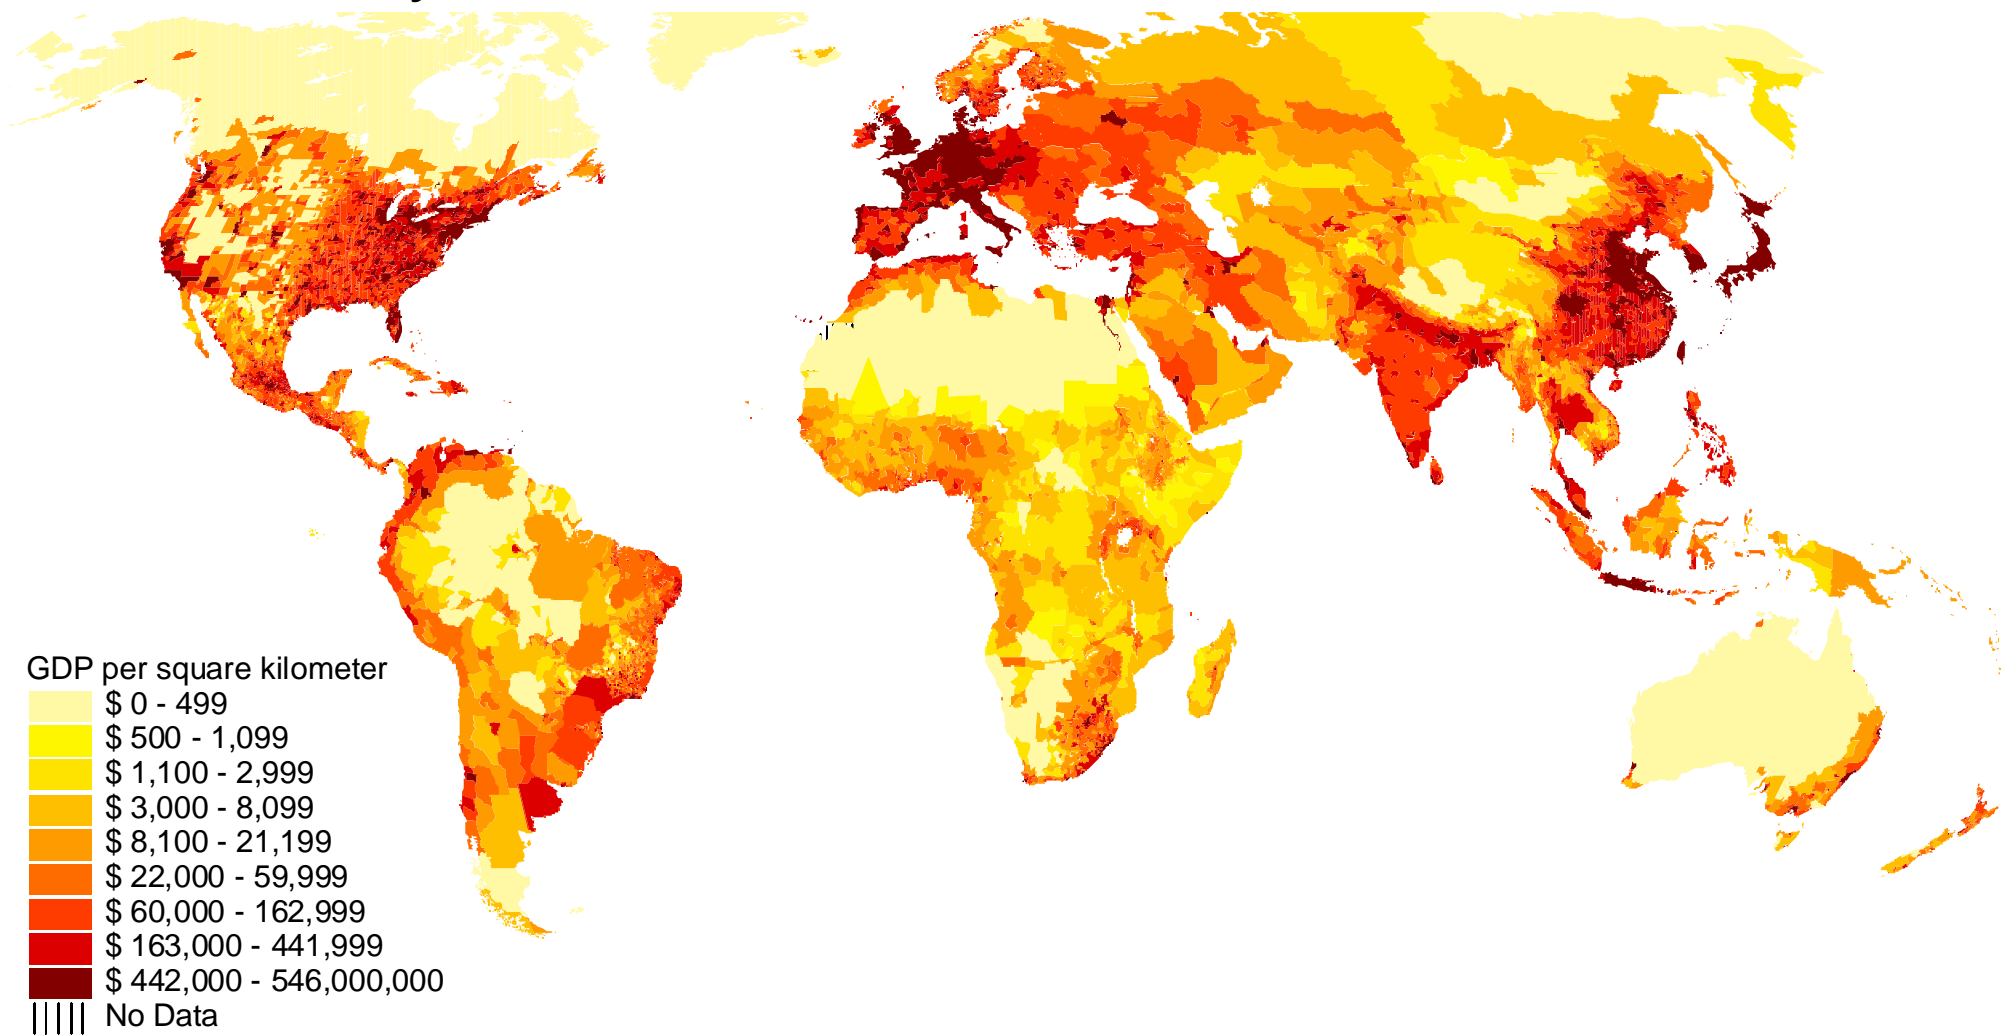 GDP per square kilometer
$ 0 - 499
$ 500 - 1,099
$ 1,100 - 2,999
$ 3,000 - 8,099
$ 8,100 - 21,199
$ 22,000 - 59,999
$ 60,000 - 162,999
$ 163,000 - 441,999
$ 442,000 - 546,000,000
No Data